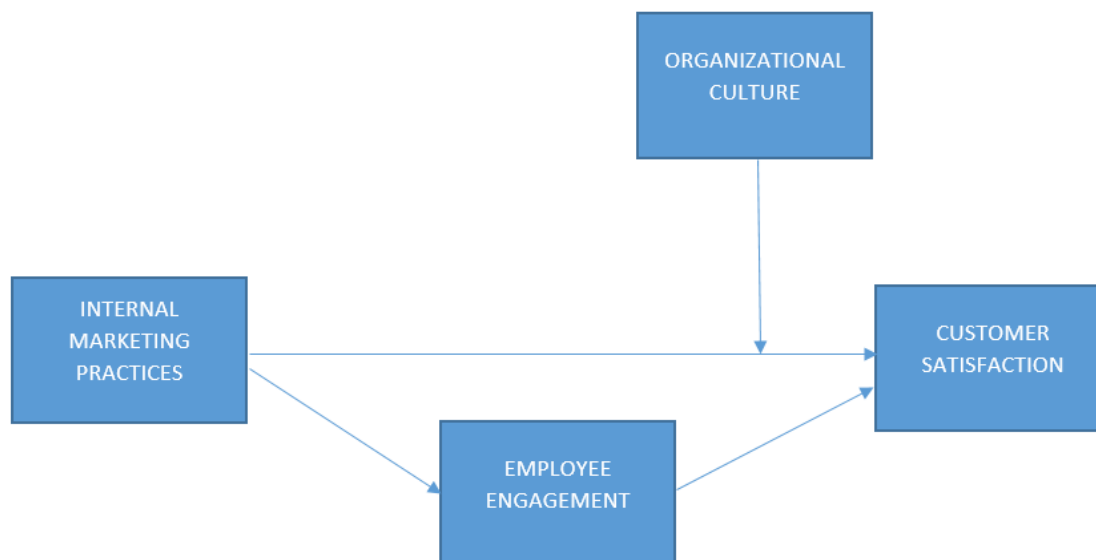 ORGANIZATIONAL
CULTURE
INTERNAL
MARKETING
PRACTICES
CUSTOMER
SATISFACTION
EMPLOYEE
ENGAGEMENT